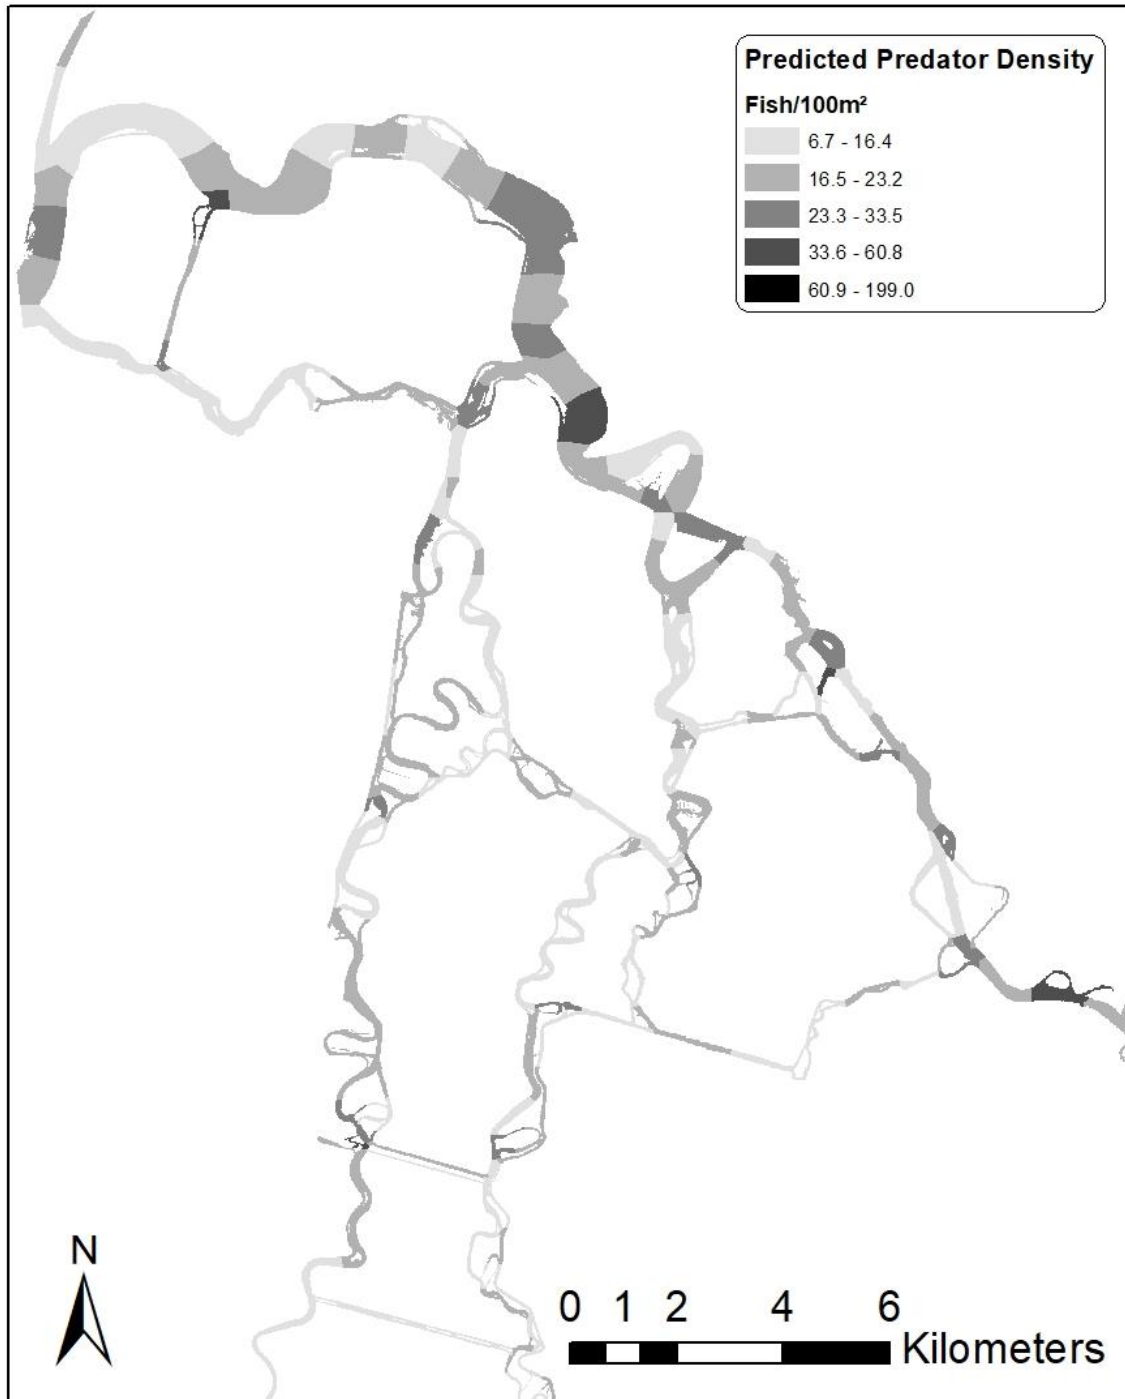 Predicted Predator Density
Fish/100m²
6.7 - 16.4
16.5 - 23.2
23.3 - 33.5
33.6 - 60.8
60.9 - 199.0
N
0 1 2 4 6
Kilometers